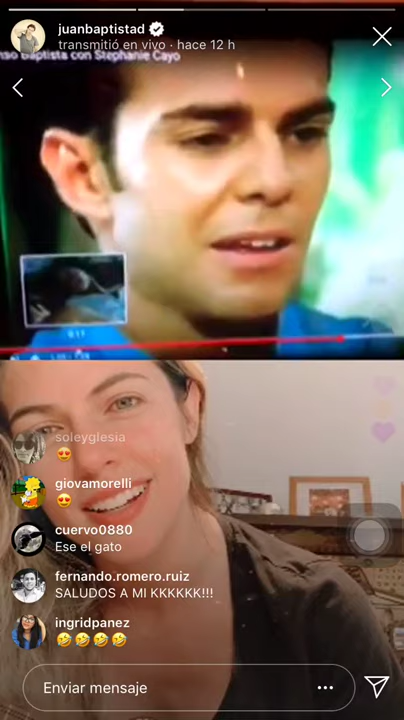 juanbaptistad
transmitió en vivo · hace 12 h
nso Baptista con Stephanie Cayo
soleyglesia
😍
giovamorelli
😍
cuervo0880
Ese el gato
fernando.romero.ruiz
SALUDOS A MI KKKKKK!!!
ingridpanez
🤣🤣🤣🤣
Enviar mensaje